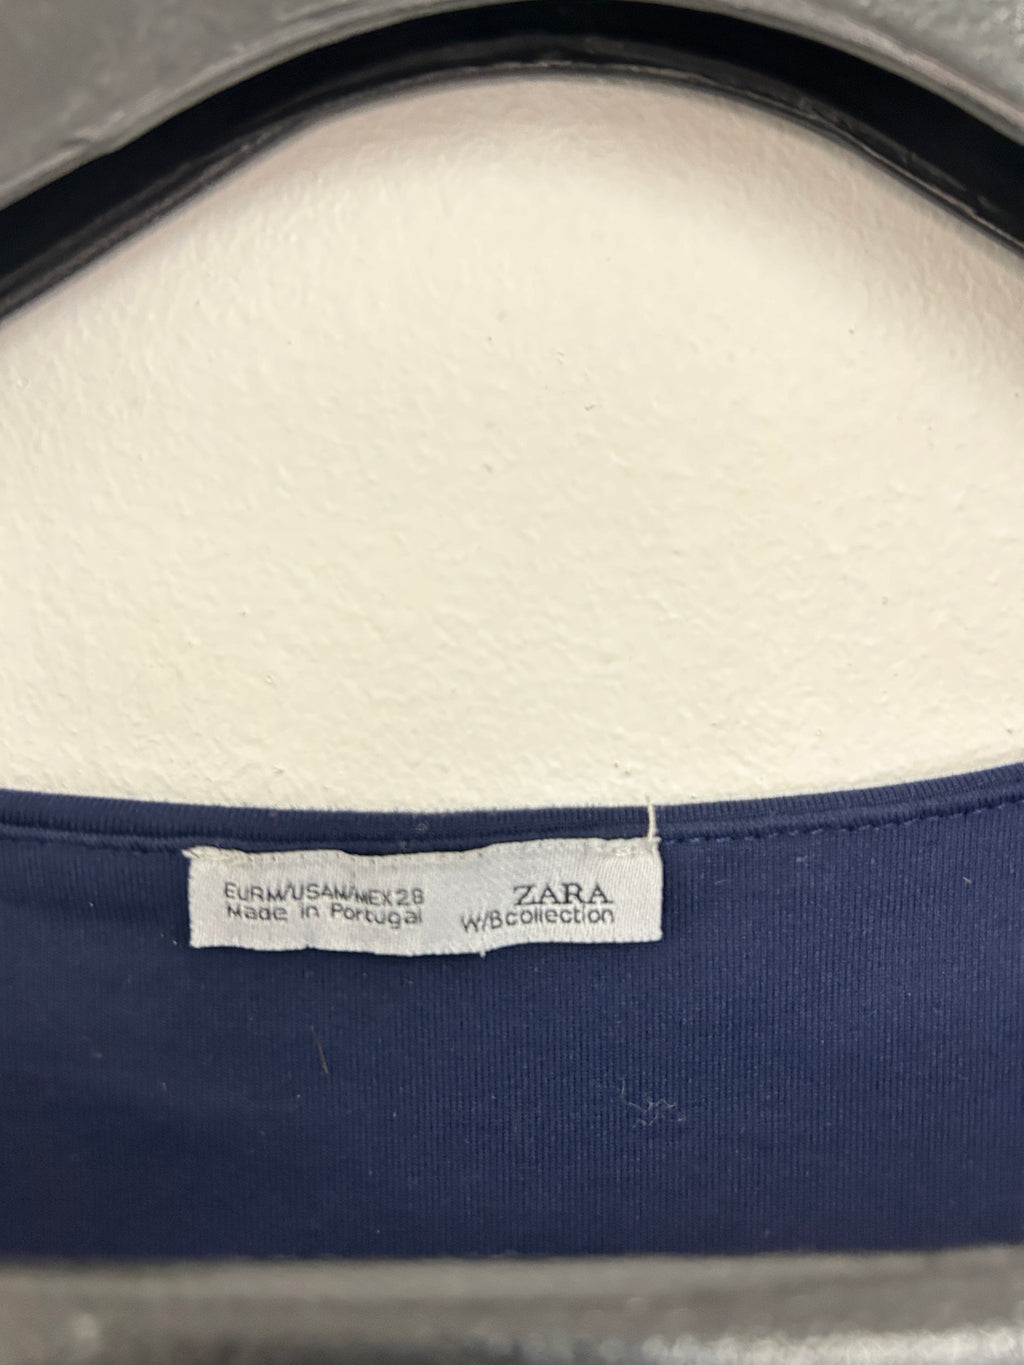 EUR M/USA M/MEX 28
Made in Portugal
ZARA
W/B collection